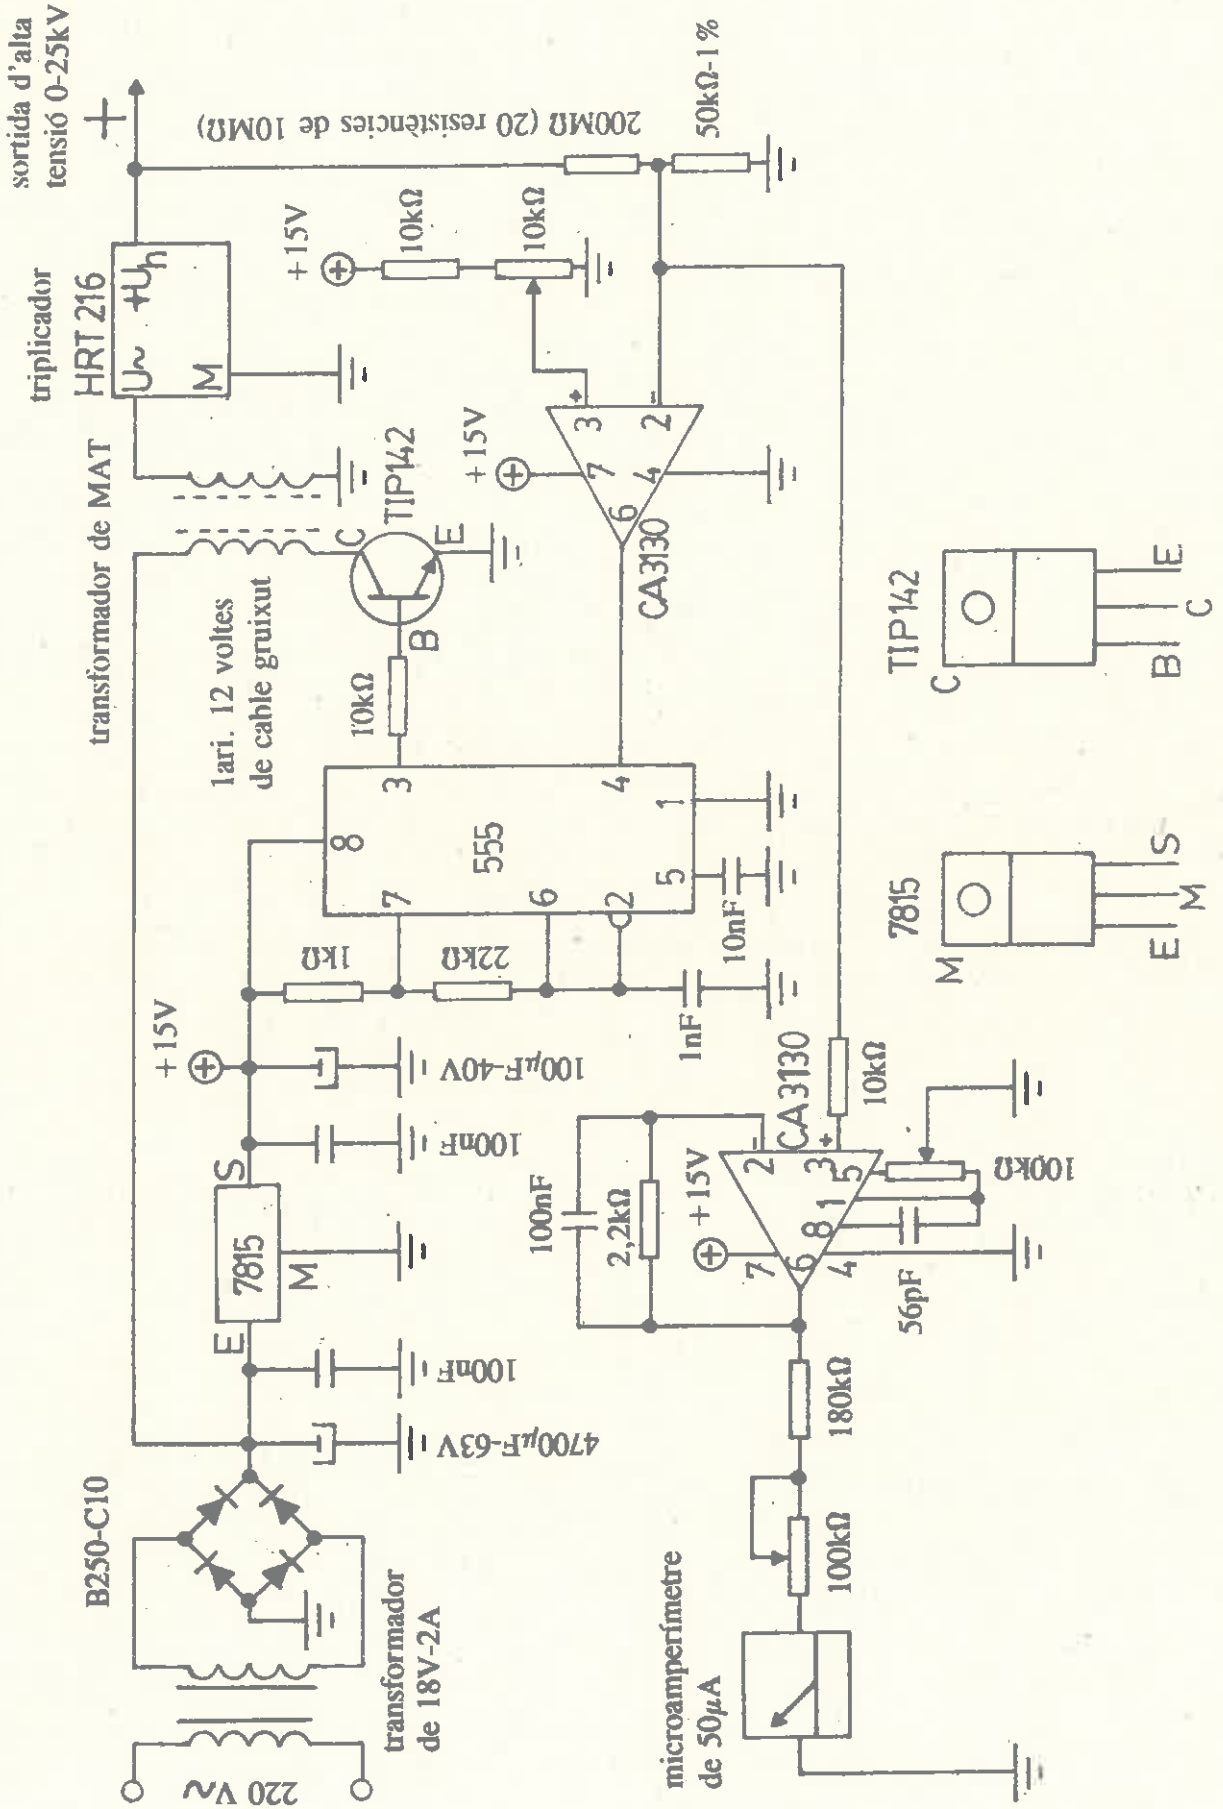 220 V~
transformador
de 18V-2A
B250-C10
4700µF-63V
100nF
E
7815
S
M
100nF
+15V
100µF-40V
1kΩ
22kΩ
1nF
10nF
8
7
6
2
5
1
3
4
555
10kΩ
1ari. 12 voltes
de cable gruixut
transformador de MAT
B
C
E
TIP142
triplicador
HRT 216
U~
+Uh
M
sortida d'alta
tensió 0-25kV
+
200MΩ (20 resistències de 10MΩ)
50kΩ-1%
+15V
10kΩ
10kΩ
+15V
3
+
2
-
7
4
6
CA3130
microamperímetre
de 50µA
100kΩ
180kΩ
100nF
2,2kΩ
+15V
7
6
4
2
-
3
+
5
1
8
CA3130
10kΩ
100kΩ
56pF
7815
M
E
M
S
TIP142
C
B
C
E